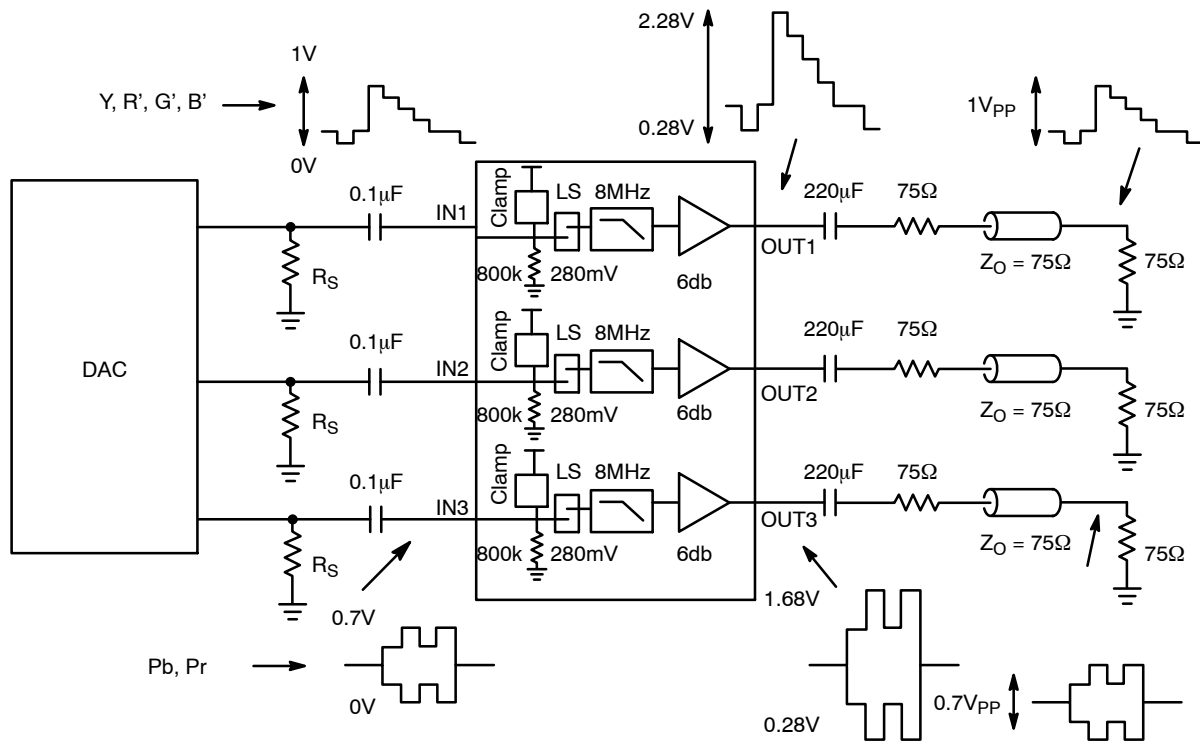 2.28V
1V
Y, R', G', B'
0V
0.28V
1VPP
DAC
0.1µF
IN1
Clamp
LS
8MHz
800k
280mV
6db
OUT1
220µF
75Ω
ZO = 75Ω
75Ω
RS
0.1µF
IN2
Clamp
LS
8MHz
800k
280mV
6db
OUT2
220µF
75Ω
ZO = 75Ω
75Ω
RS
0.1µF
IN3
Clamp
LS
8MHz
800k
280mV
6db
OUT3
220µF
75Ω
ZO = 75Ω
75Ω
RS
0.7V
Pb, Pr
0V
1.68V
0.28V
0.7VPP